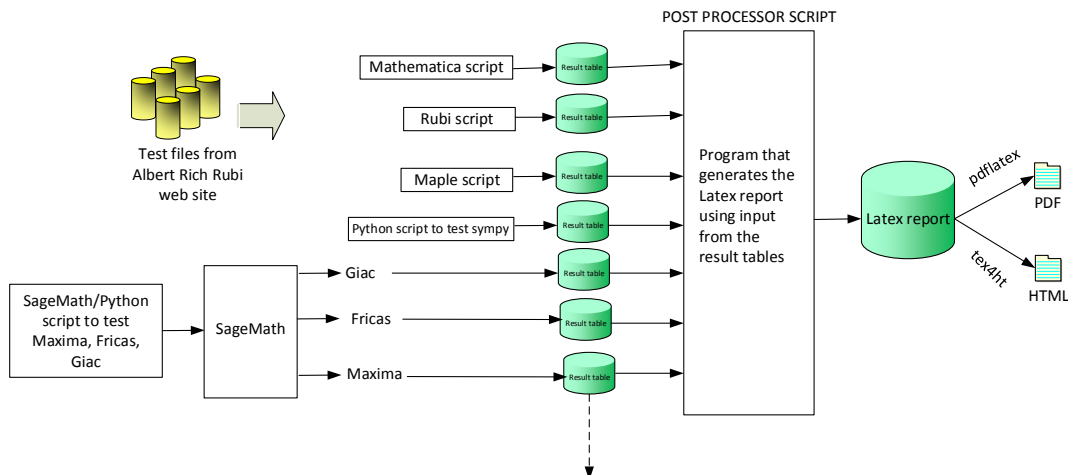 POST PROCESSOR SCRIPT
Mathematica script
Result table
Rubi script
Result table
Test files from
Albert Rich Rubi
web site
Maple script
Result table
Python script to test sympy
Result table
Program that
generates the
Latex report
using input
from the
result tables
Latex report
pdflatex
PDF
tex4ht
HTML
SageMath/Python
script to test
Maxima, Fricas,
Giac
SageMath
Giac
Result table
Fricas
Result table
Maxima
Result table